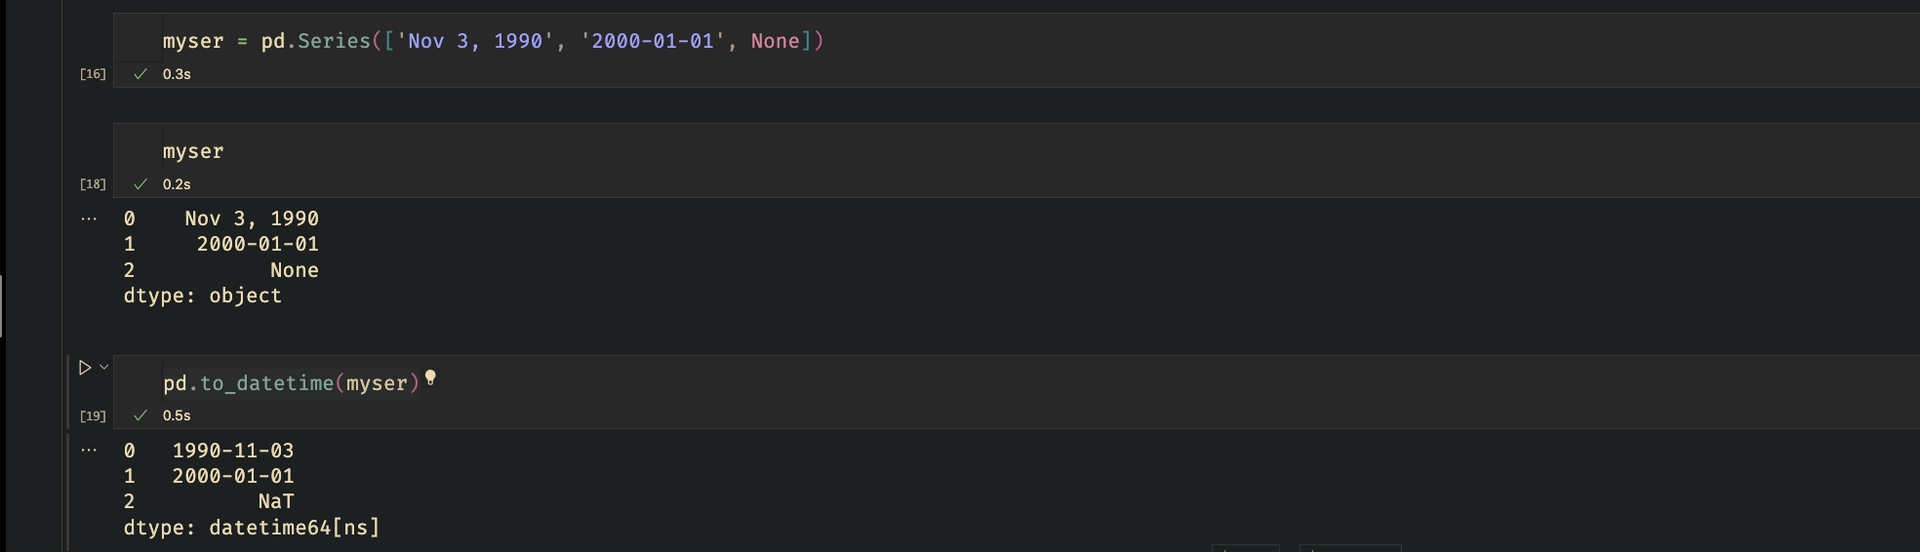 myser = pd.Series(['Nov 3, 1990', '2000-01-01', None])
[16] 0.3s
myser
[18] 0.2s
... 0 Nov 3, 1990
1 2000-01-01
2 None
dtype: object
pd.to_datetime(myser)
[19] 0.5s
... 0 1990-11-03
1 2000-01-01
2 NaT
dtype: datetime64[ns]